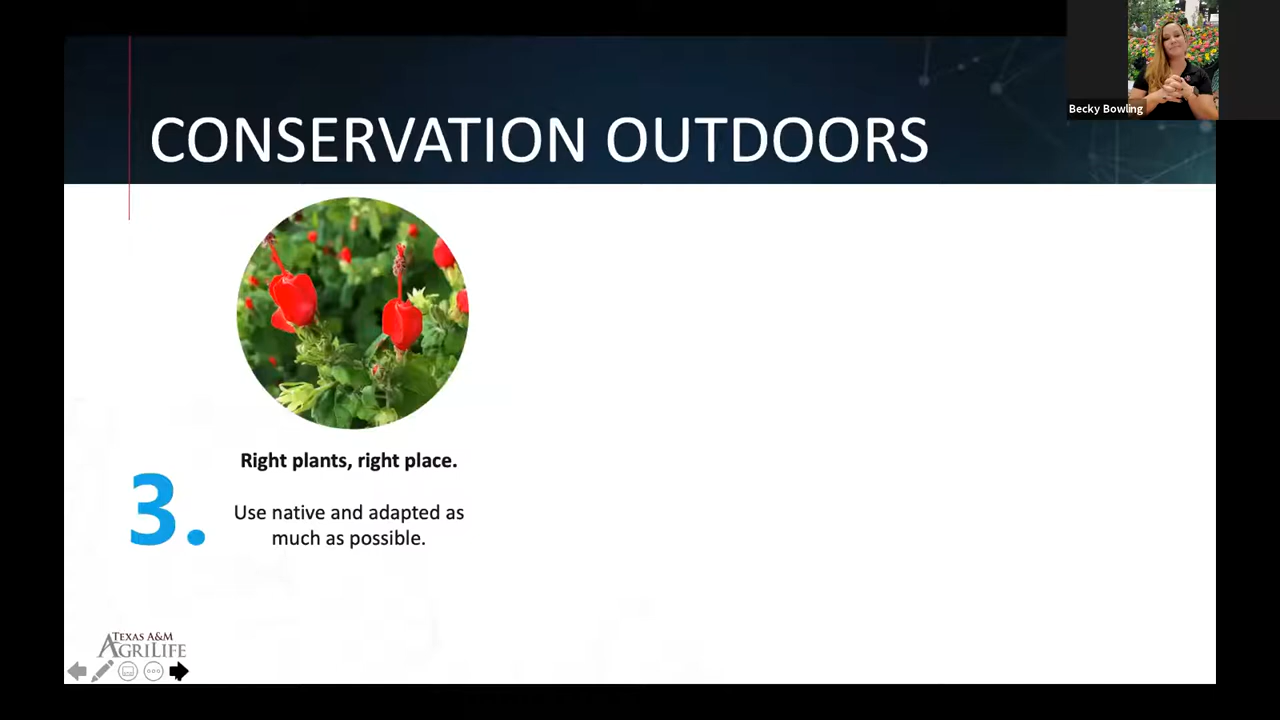 Becky Bowling
CONSERVATION OUTDOORS
Right plants, right place.
3.
Use native and adapted as
much as possible.
TEXAS A&M
AGRILIFE